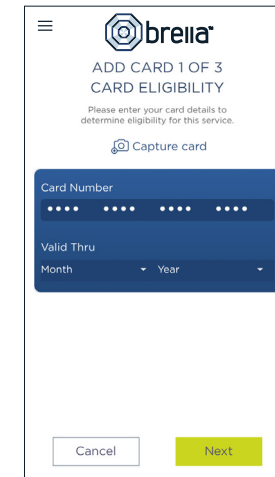 brella
ADD CARD 1 OF 3
CARD ELIGIBILITY
Please enter your card details to
determine eligibility for this service.
Capture card
Card Number
•••• •••• •••• ••••
Valid Thru
Month Year
Cancel Next